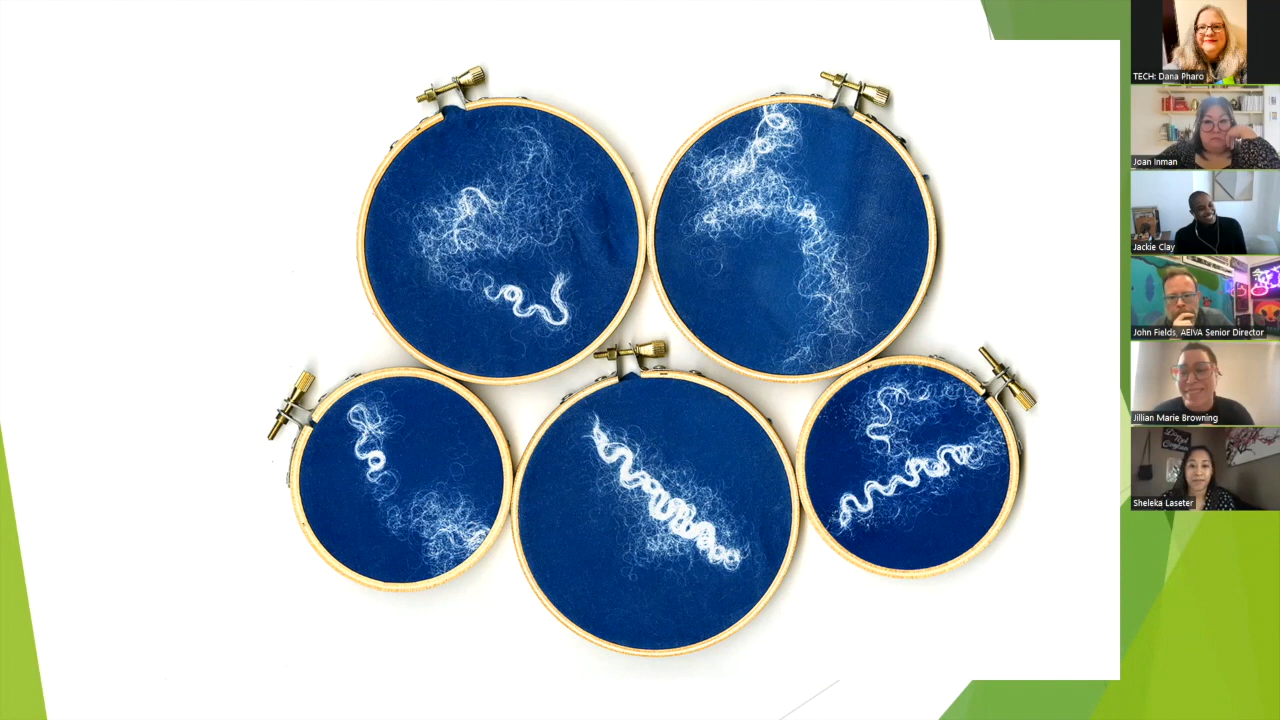 TECH: Dana Pharo
Joan Inman
Jackie Clay
John Fields, AEIVA Senior Director
Jillian Marie Browning
Sheleka Laseter